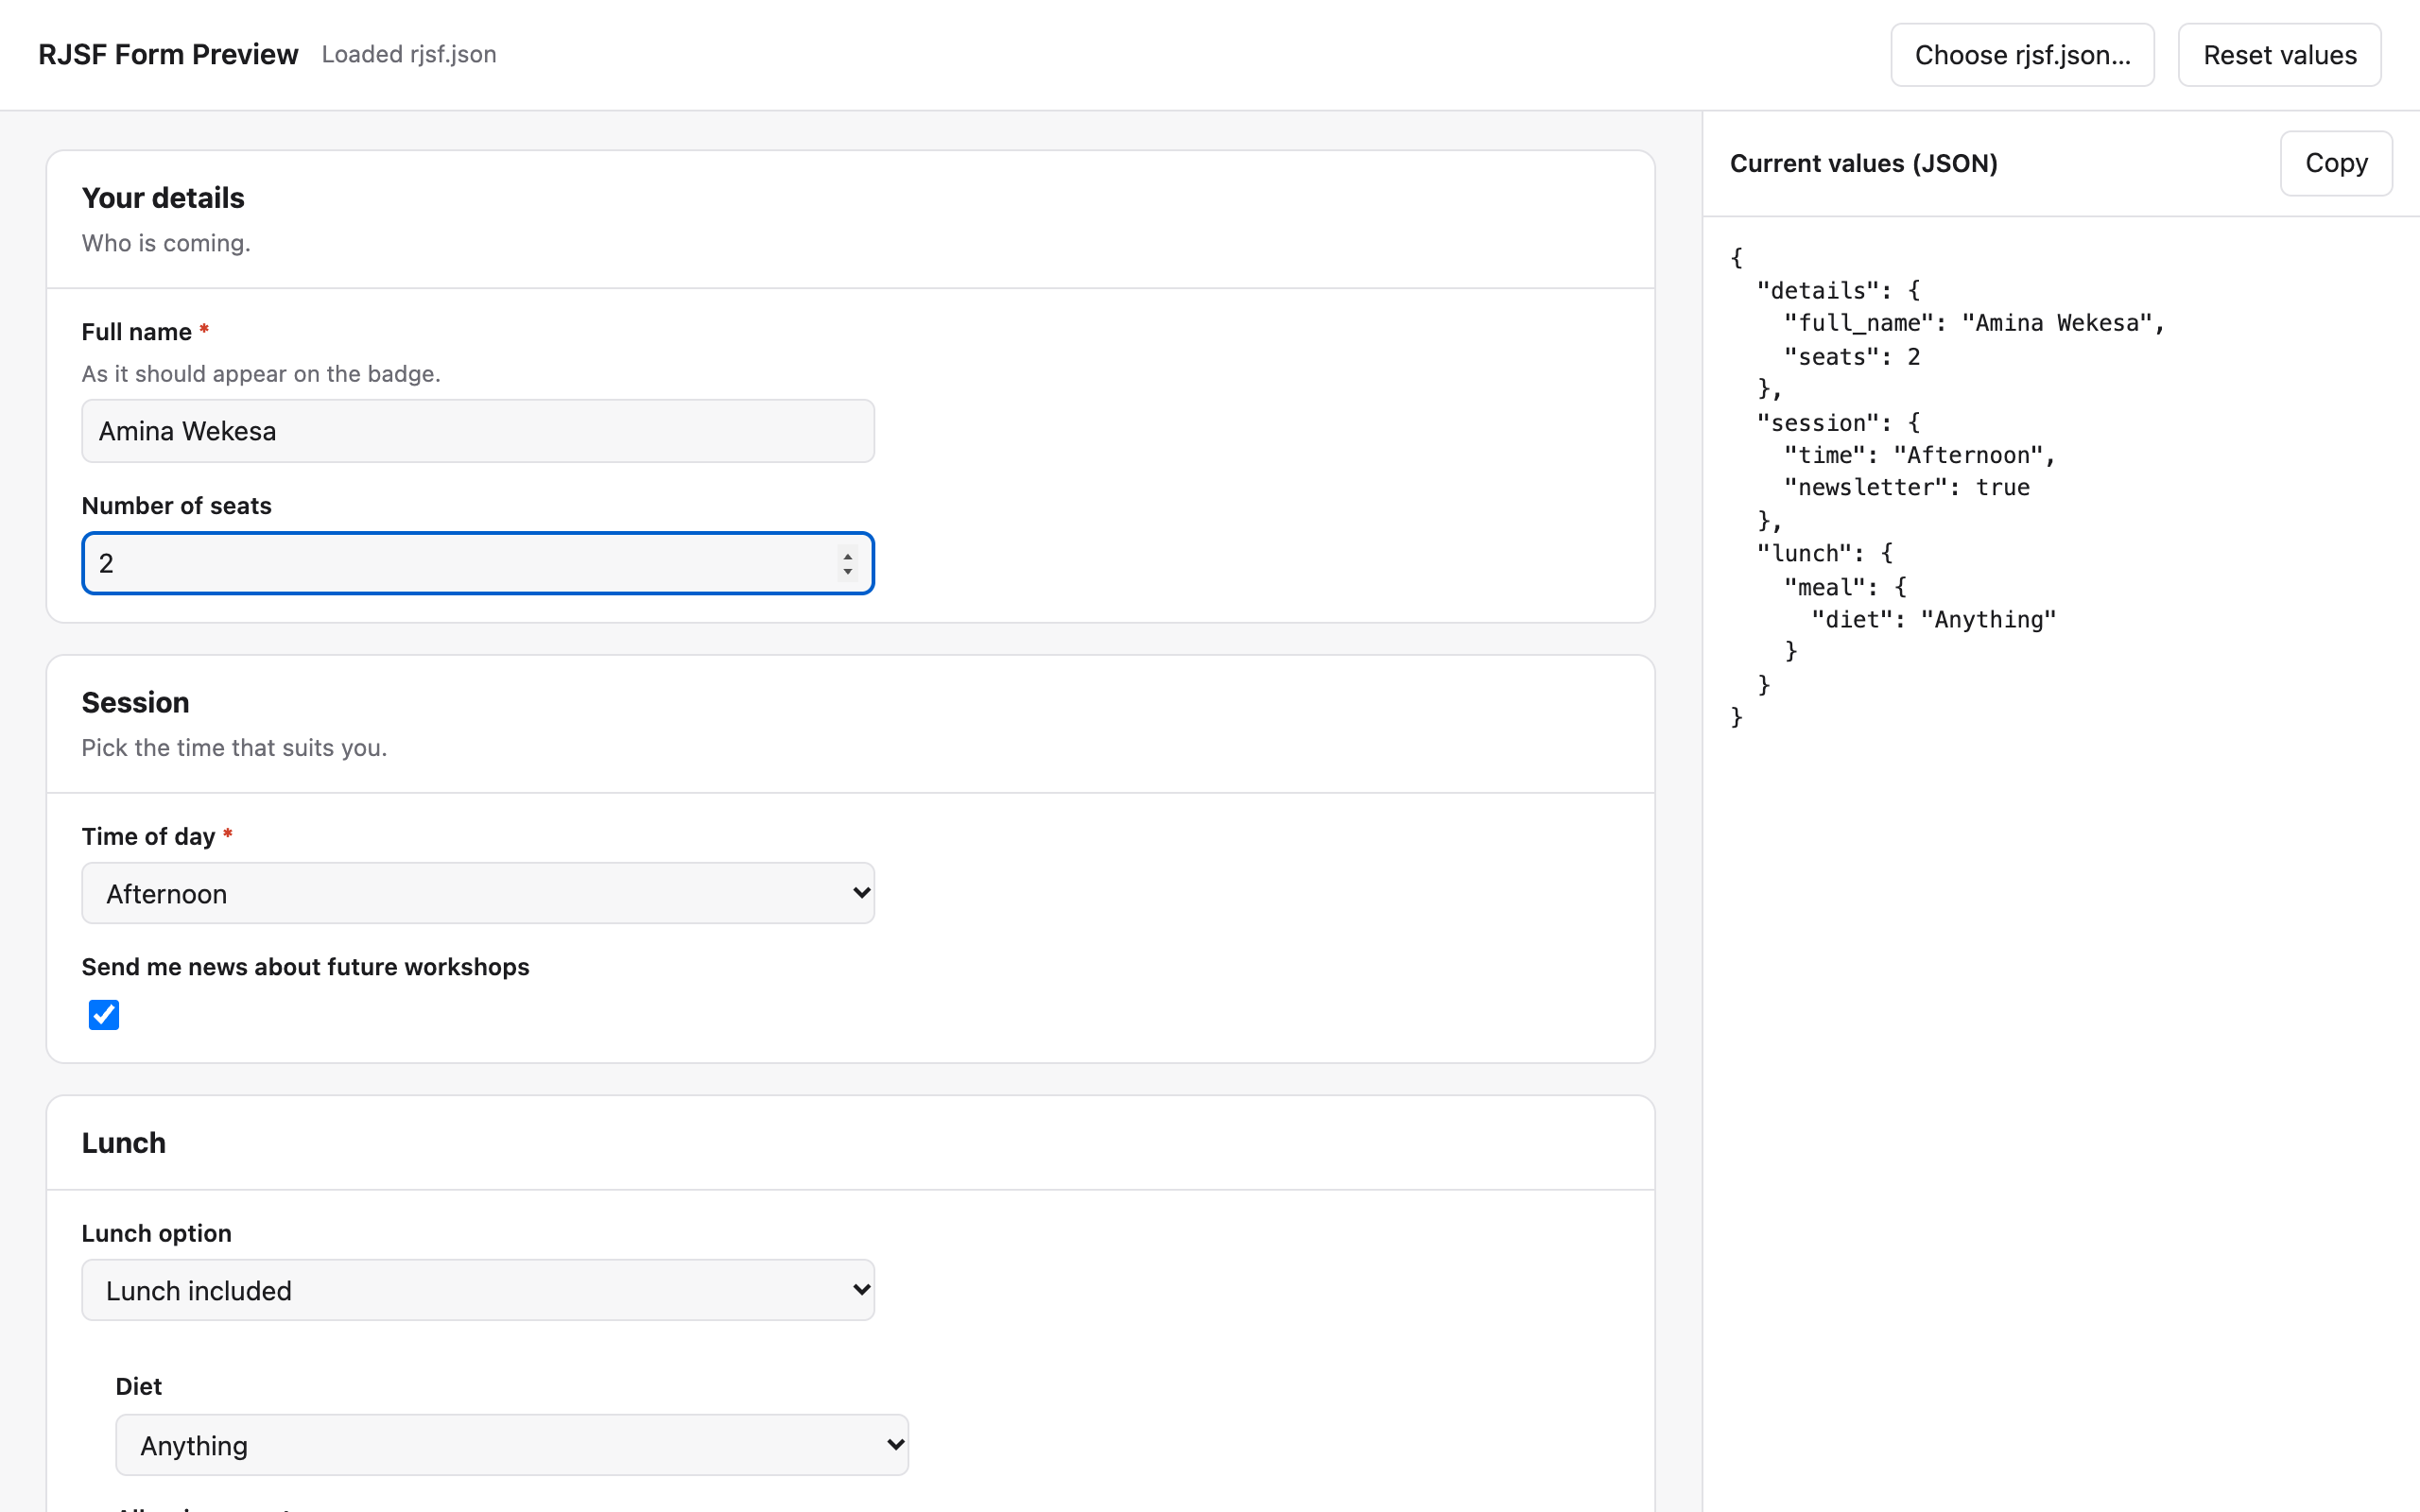 RJSF Form Preview Loaded rjsf.json Choose rjsf.json... Reset values
Your details
Who is coming.
Full name *
As it should appear on the badge.
Amina Wekesa
Number of seats
2
Session
Pick the time that suits you.
Time of day *
Afternoon
Send me news about future workshops
Lunch
Lunch option
Lunch included
Diet
Anything
Current values (JSON) Copy
{
  "details": {
    "full_name": "Amina Wekesa",
    "seats": 2
  },
  "session": {
    "time": "Afternoon",
    "newsletter": true
  },
  "lunch": {
    "meal": {
      "diet": "Anything"
    }
  }
}